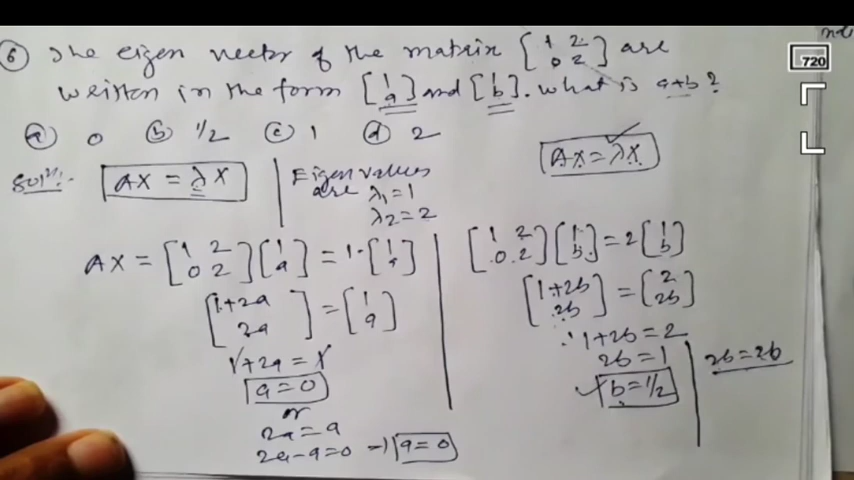 6 The eigen vector of the matrix [1 2 0 2] are
written in the form [1 a] and [1 b]. What is a+b?
a 0 b 1/2 c 1 d 2
Solⁿ:- AX = λX
Eigen values
are λ₁=1
λ₂=2
AX = λX
AX = [1 2 0 2] [1 a] = 1·[1 a]
[1+2a 2a] = [1 a]
1+2a = 1
a=0
or
2a=a
2a-a=0 → a=0
[1 2 0 2] [1 b] = 2 [1 b]
[1+2b 2b] = [2 2b]
∴ 1+2b=2
2b=1
b=1/2
2b=2b
720